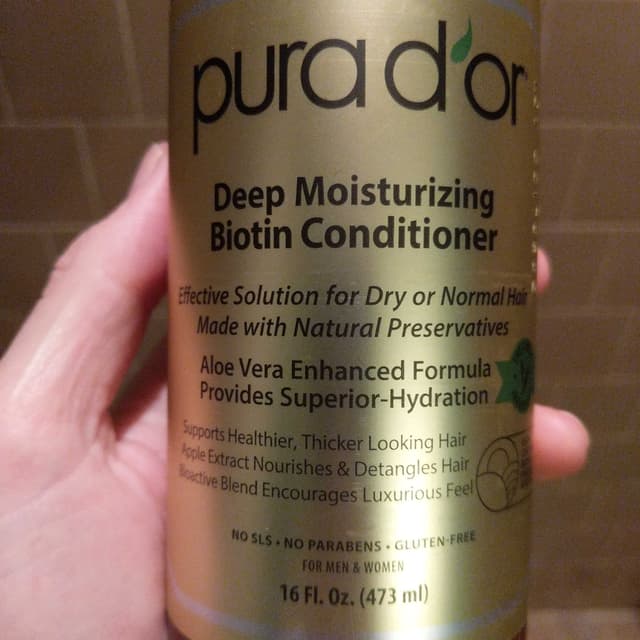 pura d'or
Deep Moisturizing
Biotin Conditioner
Effective Solution for Dry or Normal Hair
Made with Natural Preservatives
Aloe Vera Enhanced Formula
Provides Superior-Hydration
Supports Healthier, Thicker Looking Hair
Apple Extract Nourishes & Detangles Hair
Bioactive Blend Encourages Luxurious Feel
NO SLS • NO PARABENS • GLUTEN-FREE
FOR MEN & WOMEN
16 Fl. Oz. (473 ml)